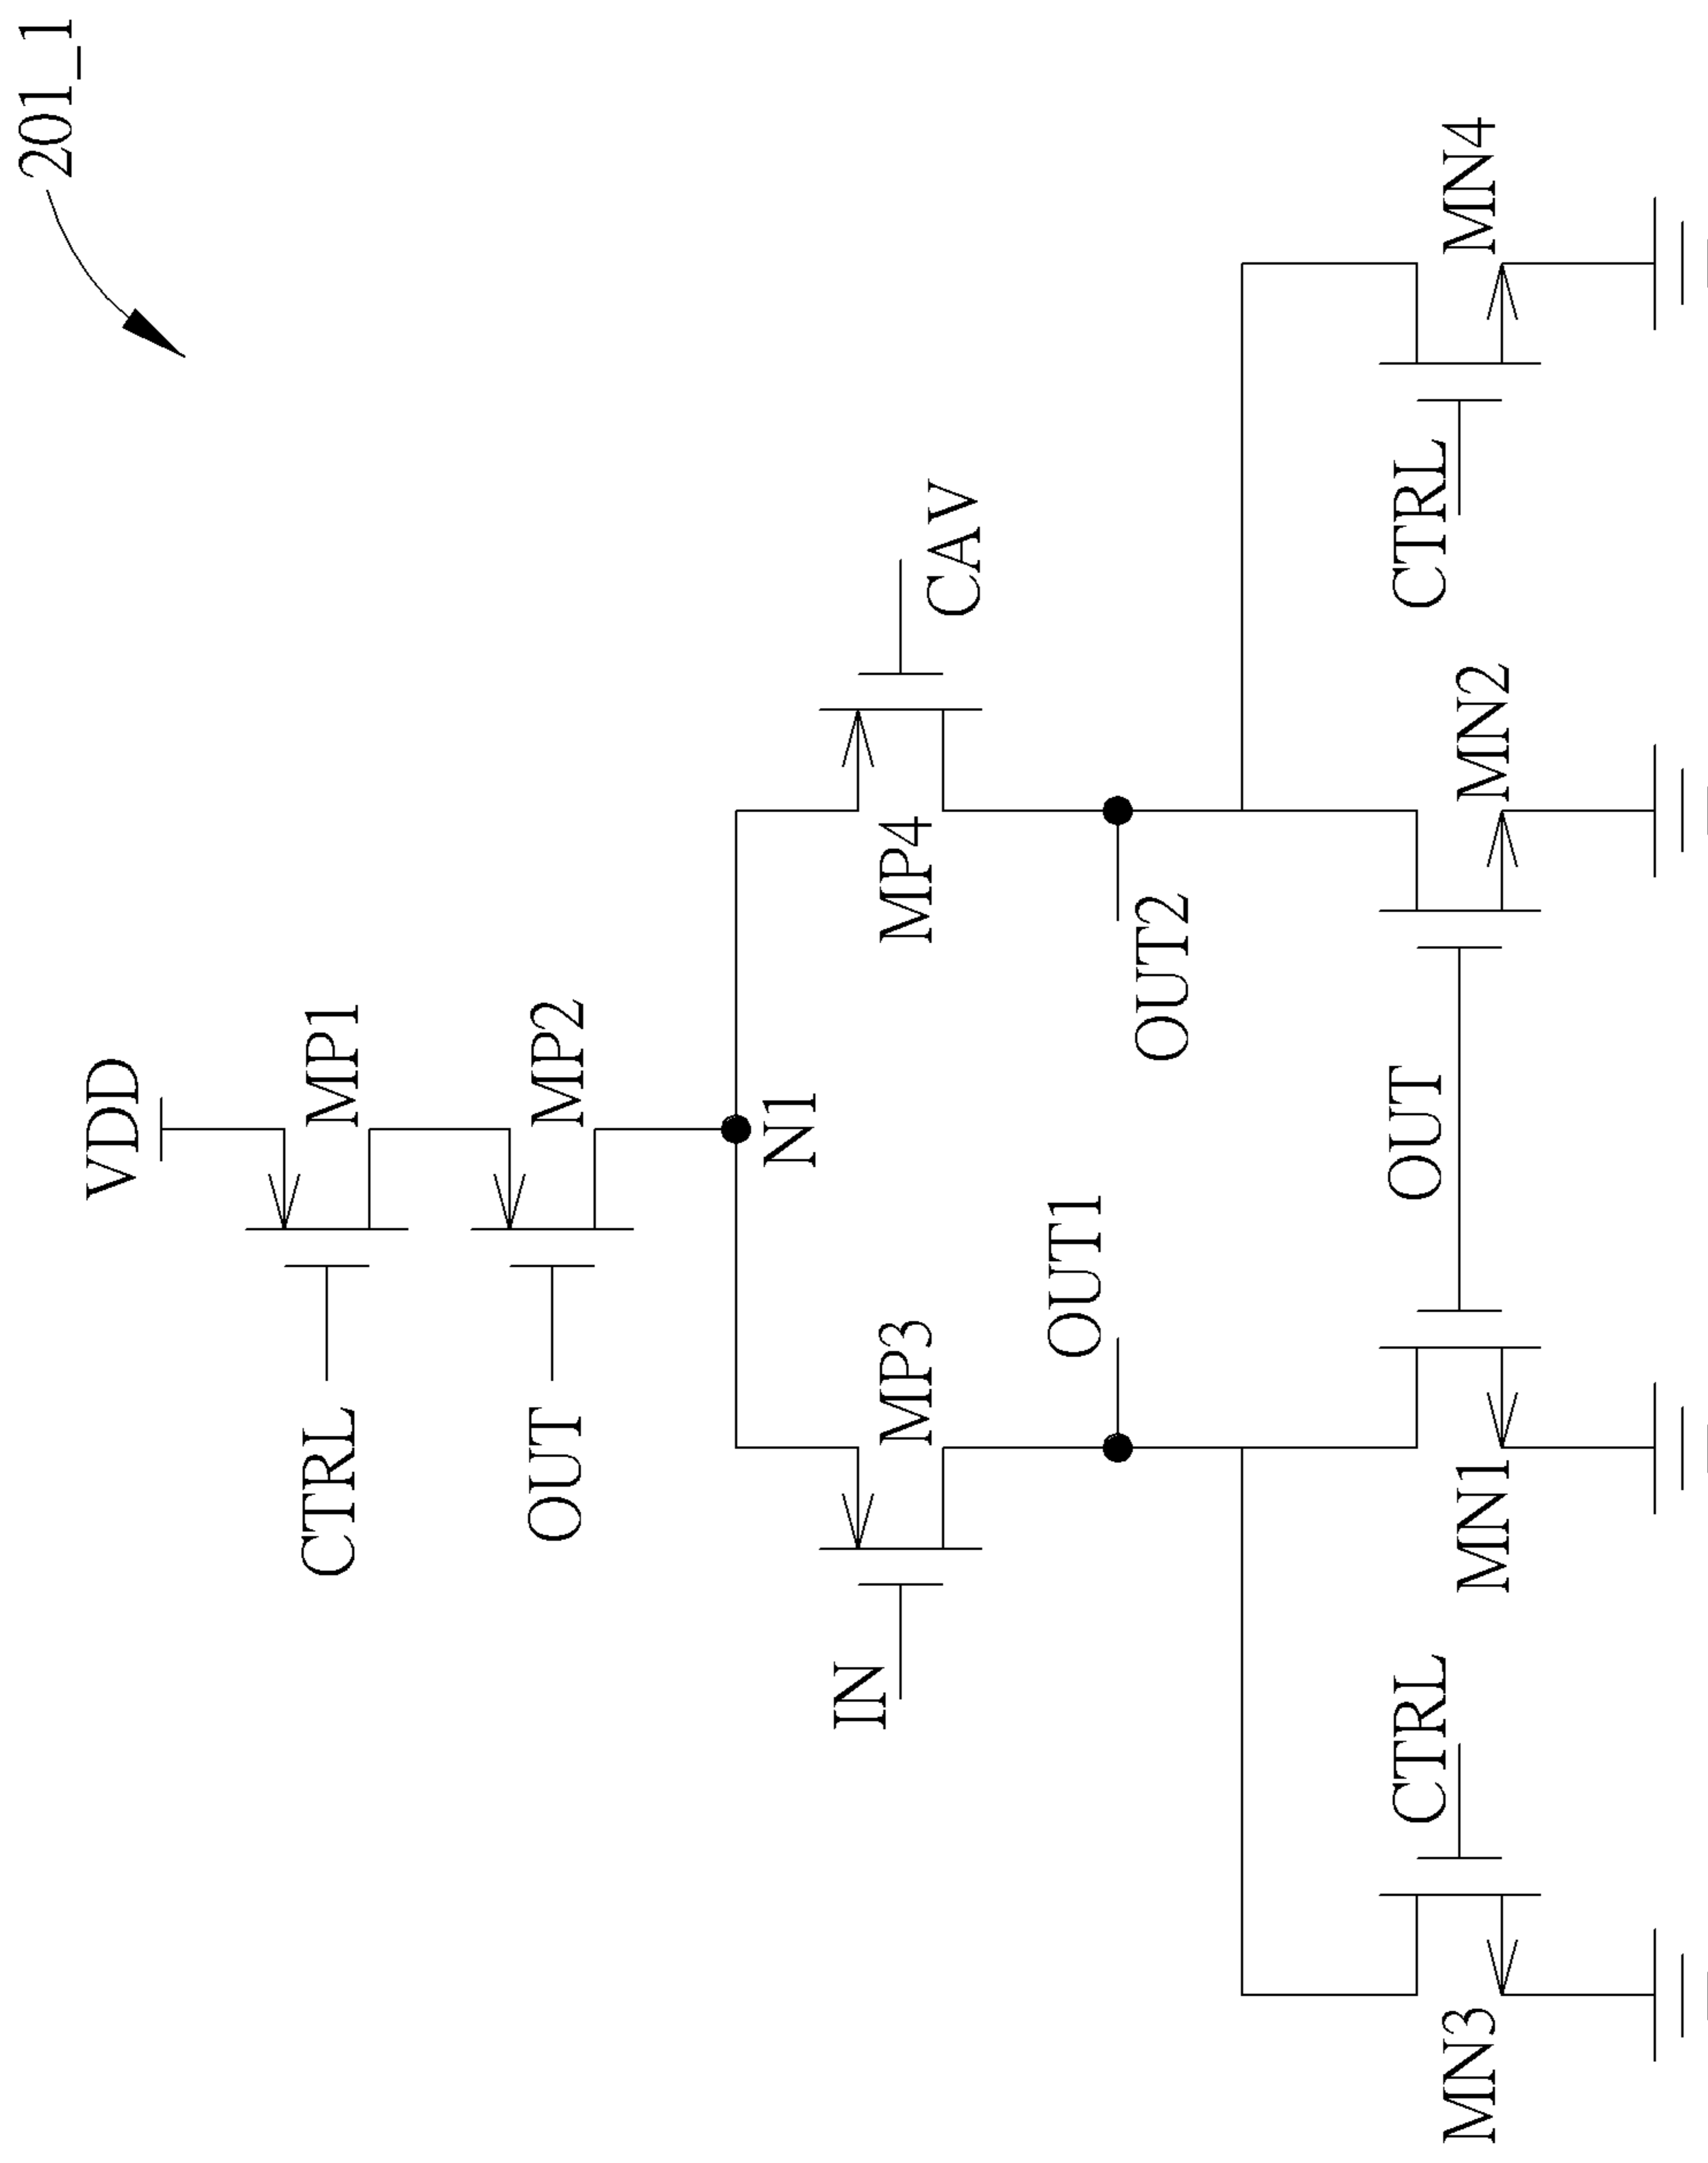 201_1
VDD
CTRL
MP1
OUT
MP2
N1
IN
MP3
MP4
CAV
OUT1
OUT2
CTRL
OUT
CTRL
MN3
MN1
MN2
MN4